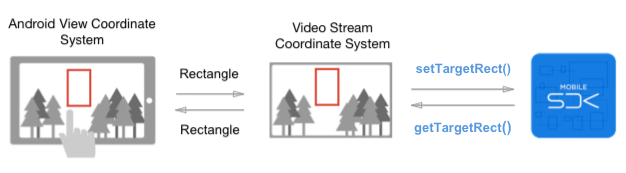 Android View Coordinate
System
Video Stream
Coordinate System
Rectangle
Rectangle
setTargetRect()
getTargetRect()
MOBILE
SDK